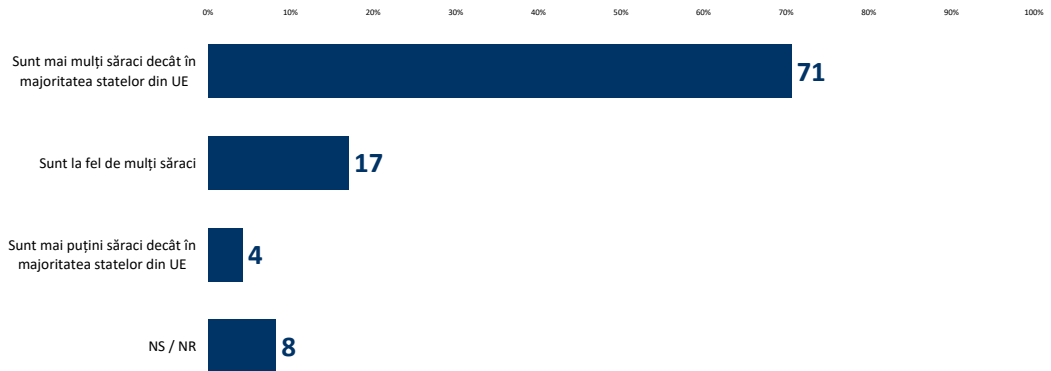 0% 10% 20% 30% 40% 50% 60% 70% 80% 90% 100%
Sunt mai mulți săraci decât în
majoritatea statelor din UE
71
Sunt la fel de mulți săraci
17
Sunt mai puțini săraci decât în
majoritatea statelor din UE
4
NS / NR
8